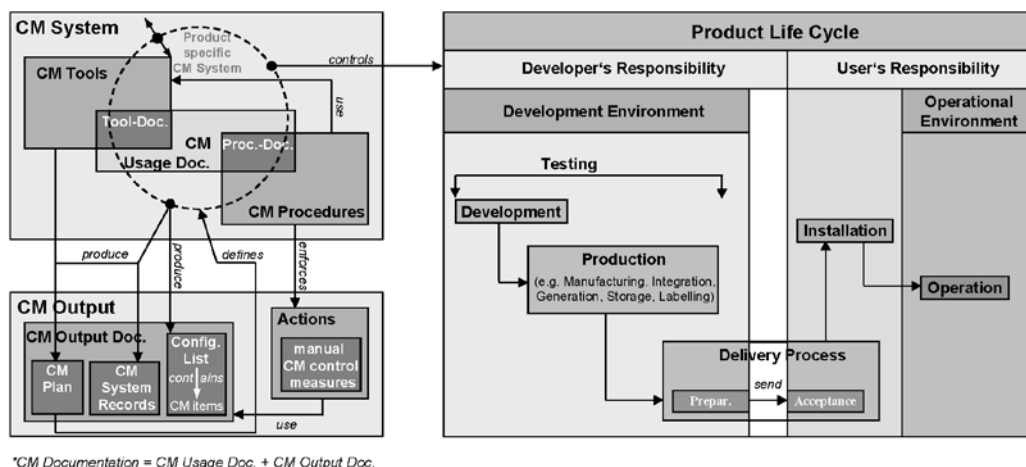 CM System
Product
specific
CM System
CM Tools
controls
use
Tool-Doc.
CM
Proc.-Doc.
Usage Doc.
CM Procedures
produce
produce
defines
enforces
CM Output
CM Output Doc.
Config.
List
cont ains
CM items
CM
Plan
CM
System
Records
Actions
manual
CM control
measures
use
*CM Documentation = CM Usage Doc. + CM Output Doc.
Product Life Cycle
Developer's Responsibility
User's Responsibility
Development Environment
Operational
Environment
Testing
Development
Production
(e.g. Manufacturing, Integration,
Generation, Storage, Labelling)
Installation
Operation
Delivery Process
Prepar.
send
Acceptance